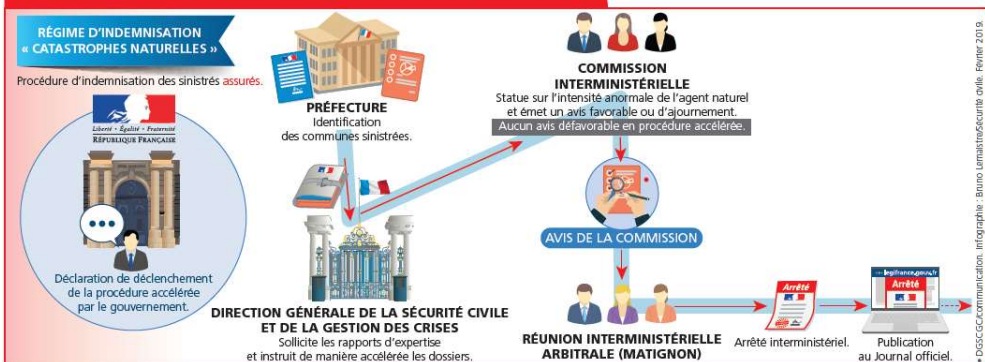 RÉGIME D'INDEMNISATION
« CATASTROPHES NATURELLES »
Procédure d'indemnisation des sinistrés assurés.
Liberté • Égalité • Fraternité
RÉPUBLIQUE FRANÇAISE
Déclaration de déclenchement
de la procédure accélérée
par le gouvernement.
PRÉFECTURE
Identification
des communes sinistrées.
DIRECTION GÉNÉRALE DE LA SÉCURITÉ CIVILE
ET DE LA GESTION DES CRISES
Sollicite les rapports d'expertise
et instruit de manière accélérée les dossiers.
COMMISSION
INTERMINISTÉRIELLE
Statue sur l'intensité anormale de l'agent naturel
et émet un avis favorable ou d'ajournement.
Aucun avis défavorable en procédure accélérée.
AVIS DE LA COMMISSION
RÉUNION INTERMINISTÉRIELLE
ARBITRALE (MATIGNON)
Arrêté
Arrêté interministériel.
legifrance.gouv.fr
Arrêté
Publication
au Journal officiel.
• DGSCGC/communication. Infographie : Bruno Lemaistre/Sécurité civile. Février 2019.